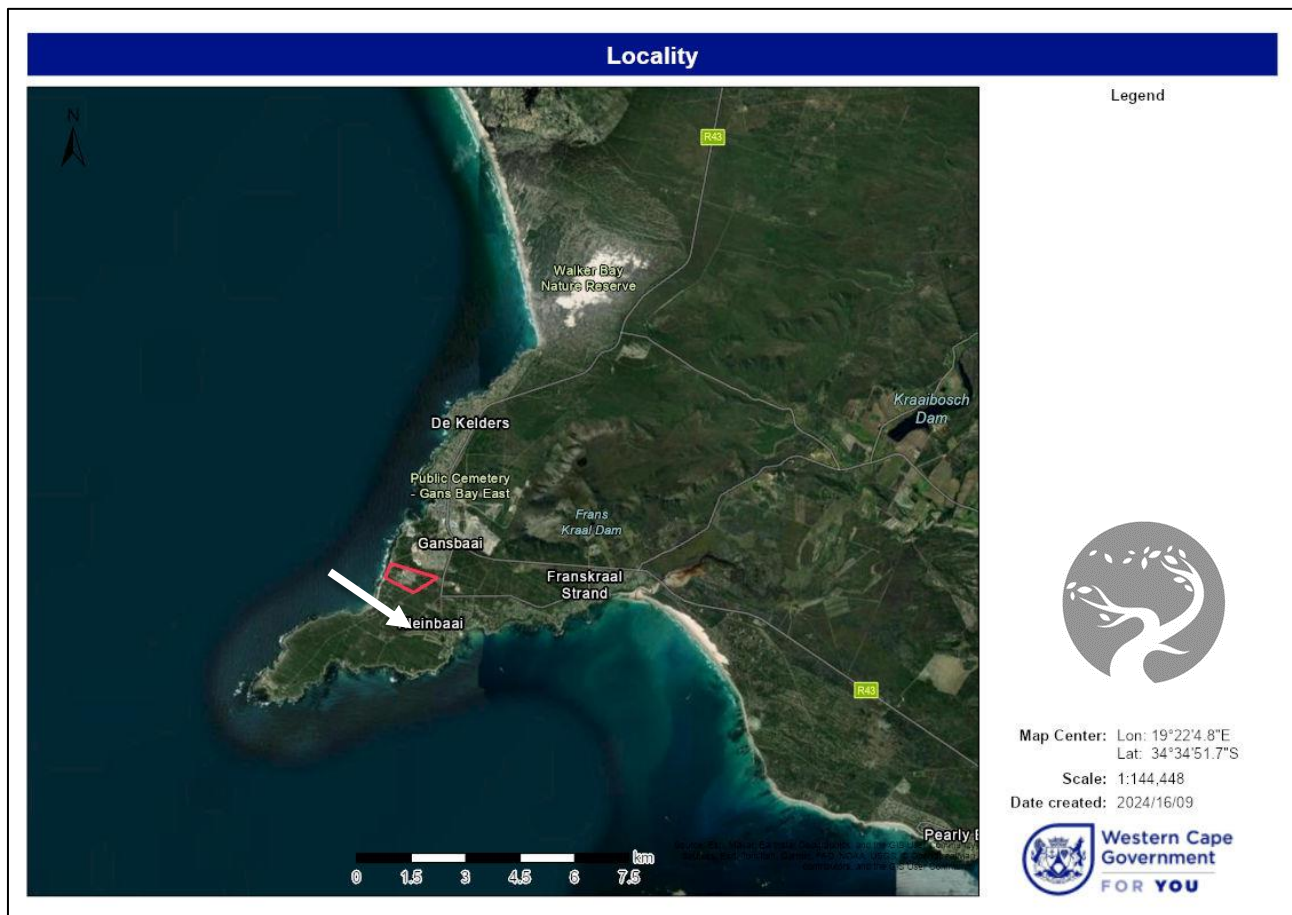 Locality
N
R43
Walker Bay
Nature Reserve
Kraaibosch
Dam
De Kelders
Public Cemetery
- Gans Bay East
Frans
Kraal Dam
Gansbaai
Franskraal
Strand
leinbaai
R43
Pearly
km
0 1.5 3 4.5 6 7.5
Legend
Map Center: Lon: 19°22'4.8"E
Lat: 34°34'51.7"S
Scale: 1:144,448
Date created: 2024/16/09
Western Cape
Government
FOR YOU